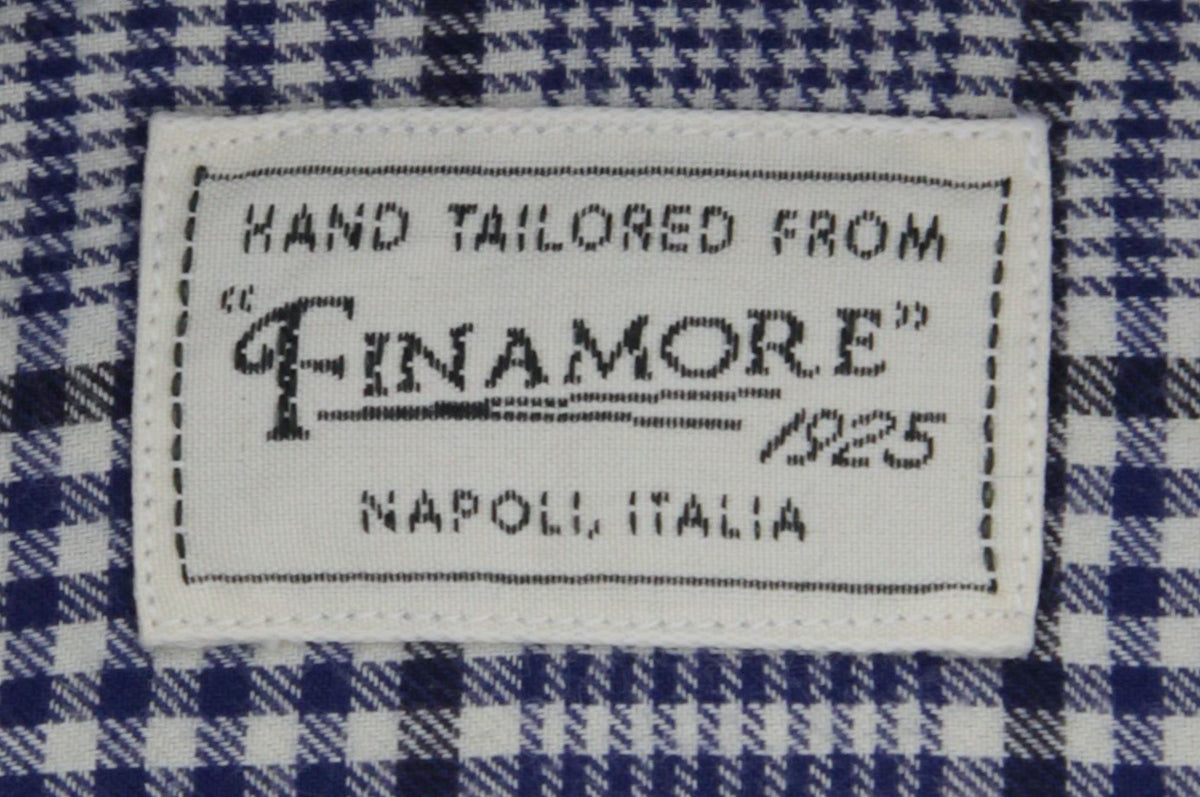 HAND TAILORED FROM
"FINAMORE"
1925
NAPOLI, ITALIA